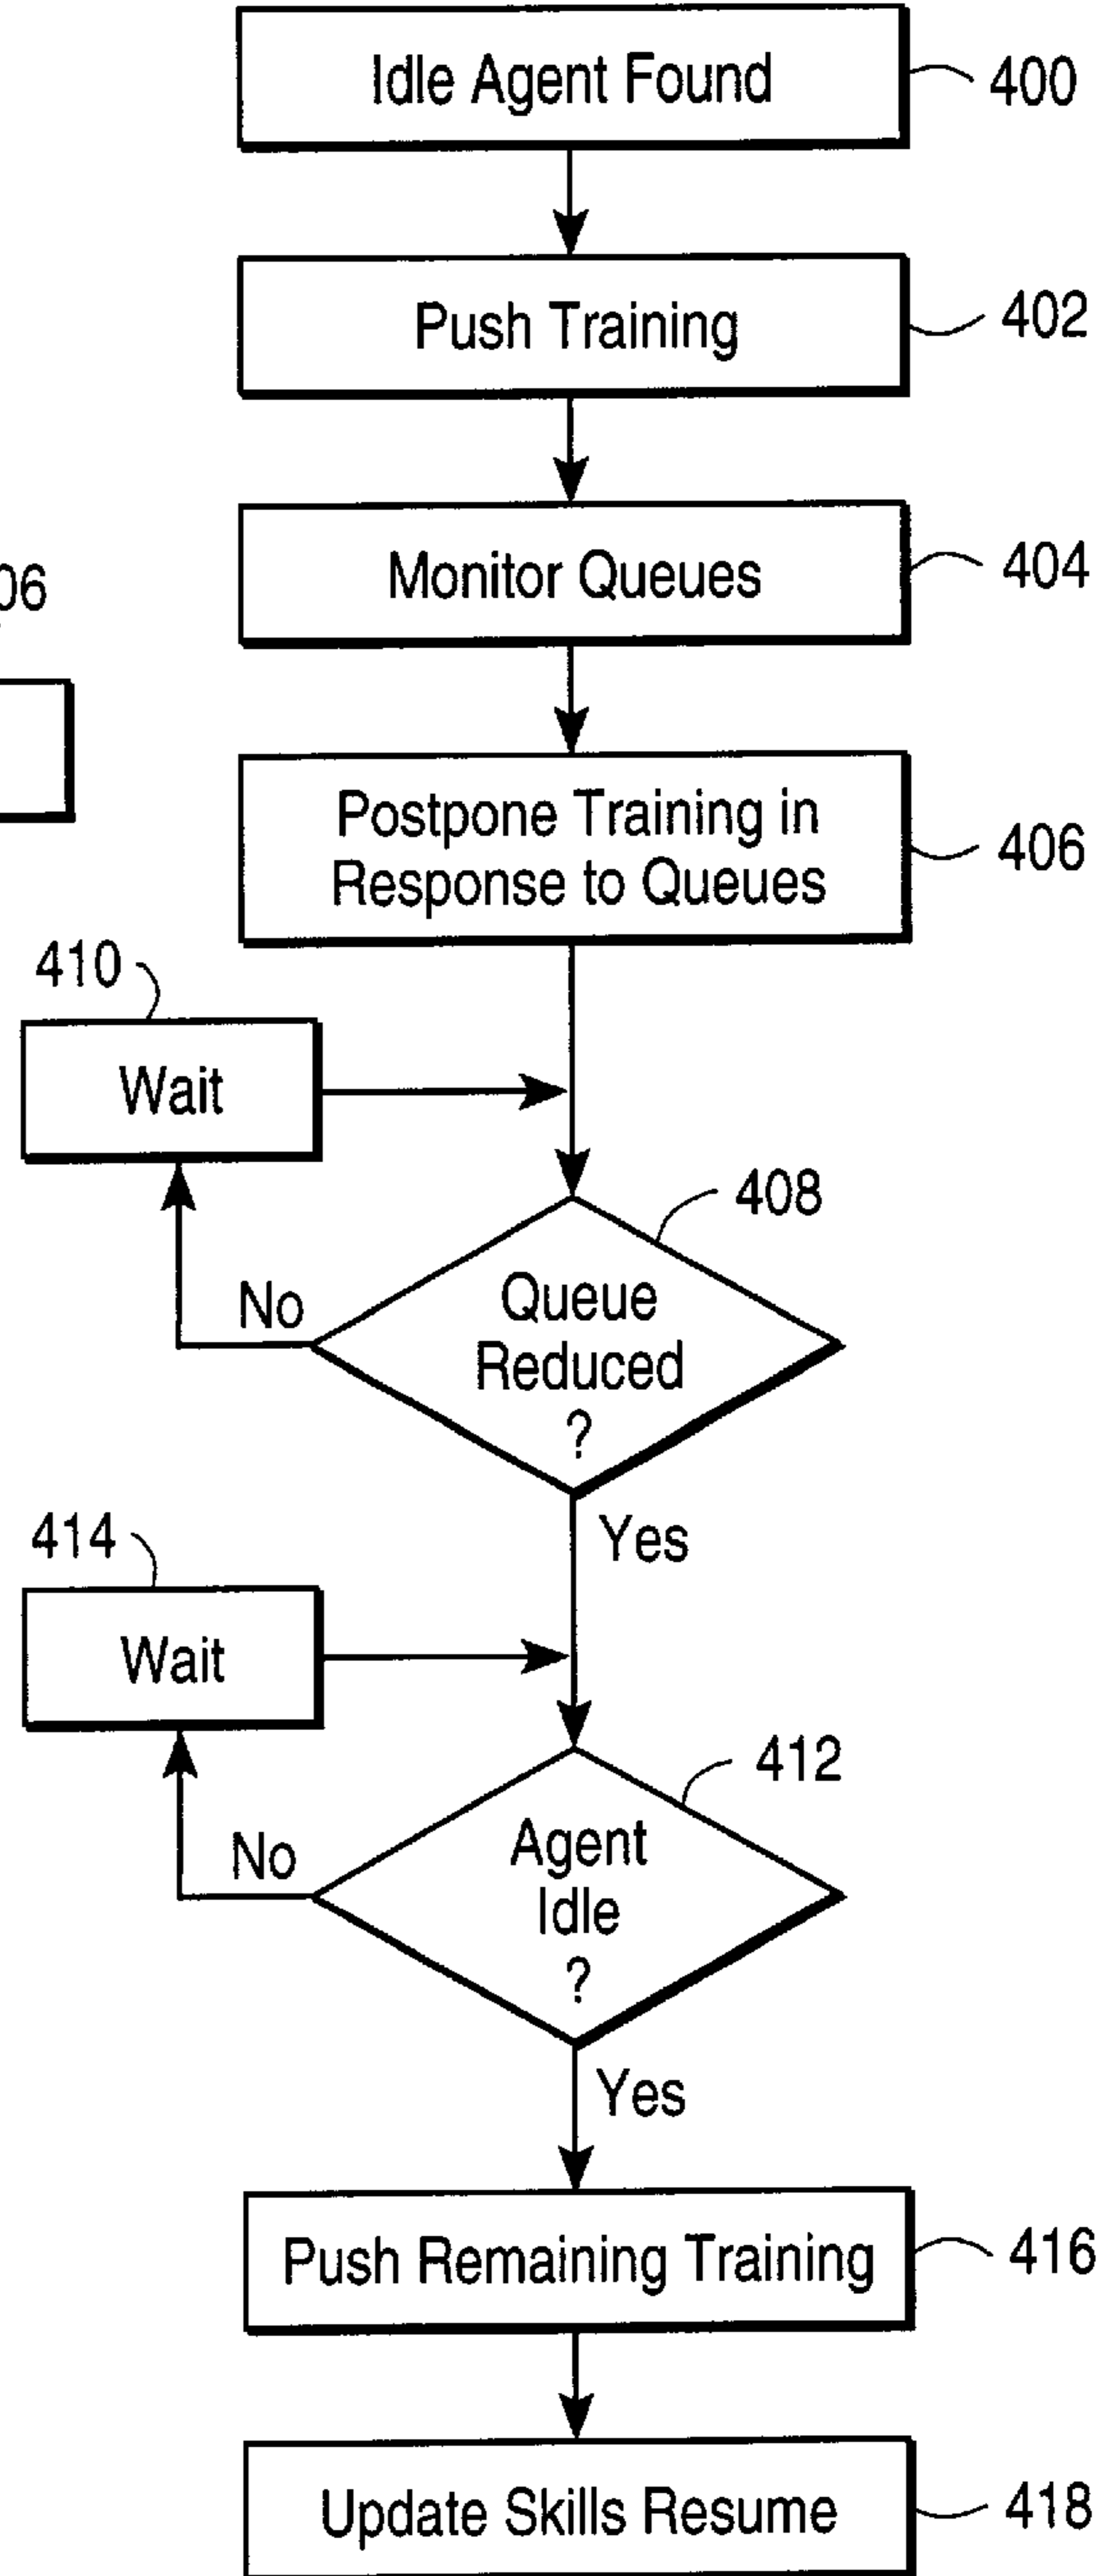 Idle Agent Found
400
Push Training
402
Monitor Queues
404
06
Postpone Training in
Response to Queues
406
410
Wait
408
Queue
Reduced
?
No
Yes
414
Wait
412
Agent
Idle
?
No
Yes
Push Remaining Training
416
Update Skills Resume
418